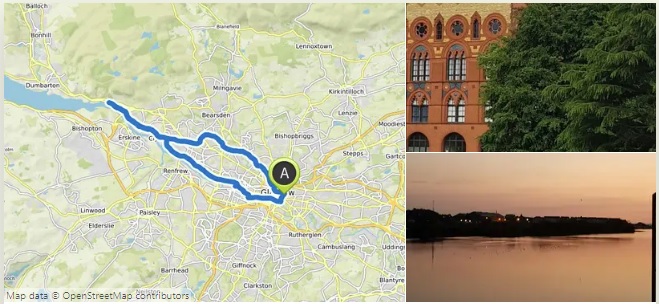 Balloch
Blanefield
Bonhill
Lennoxtown
Dumbarton
Milngavie
Kirkintilloch
Bearsden
Lenzie
Moodiesb
Bishopton
Erskine
Bishopbriggs
Stepps
Gartco
Renfrew
A
Linwood
Paisley
Elderslie
Rutherglen
Cambuslang
Uddings
Giffnock
Barrhead
Clarkston
Blantyre
Neilston
Map data © OpenStreetMap contributors